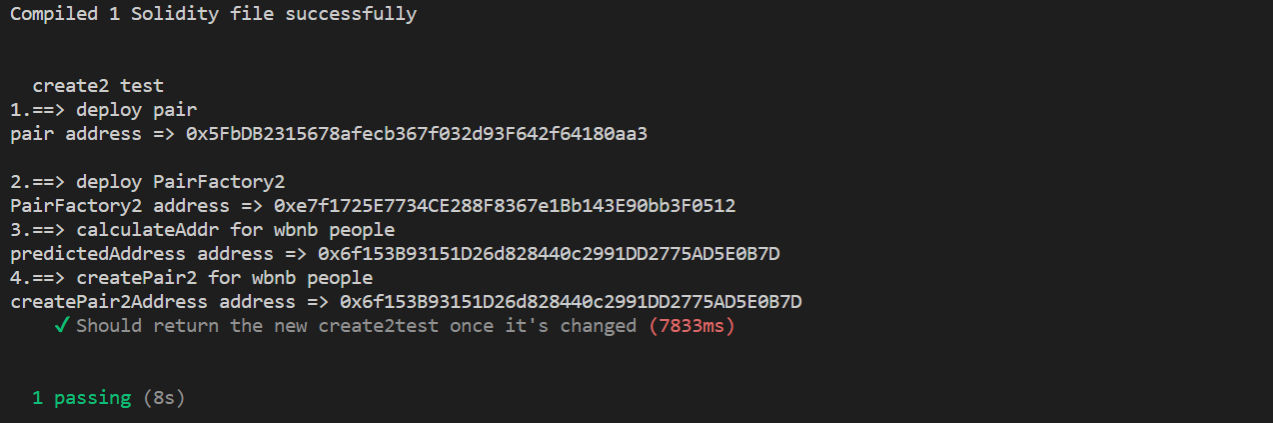 Compiled 1 Solidity file successfully
create2 test
1.==> deploy pair
pair address => 0x5FbDB2315678afecb367f032d93F642f64180aa3
2.==> deploy PairFactory2
PairFactory2 address => 0xe7f1725E7734CE288F8367e1Bb143E90bb3F0512
3.==> calculateAddr for wbnb people
predictedAddress address => 0x6f153B93151D26d828440c2991DD2775AD5E0B7D
4.==> createPair2 for wbnb people
createPair2Address address => 0x6f153B93151D26d828440c2991DD2775AD5E0B7D
✓ Should return the new create2test once it's changed (7833ms)
1 passing (8s)